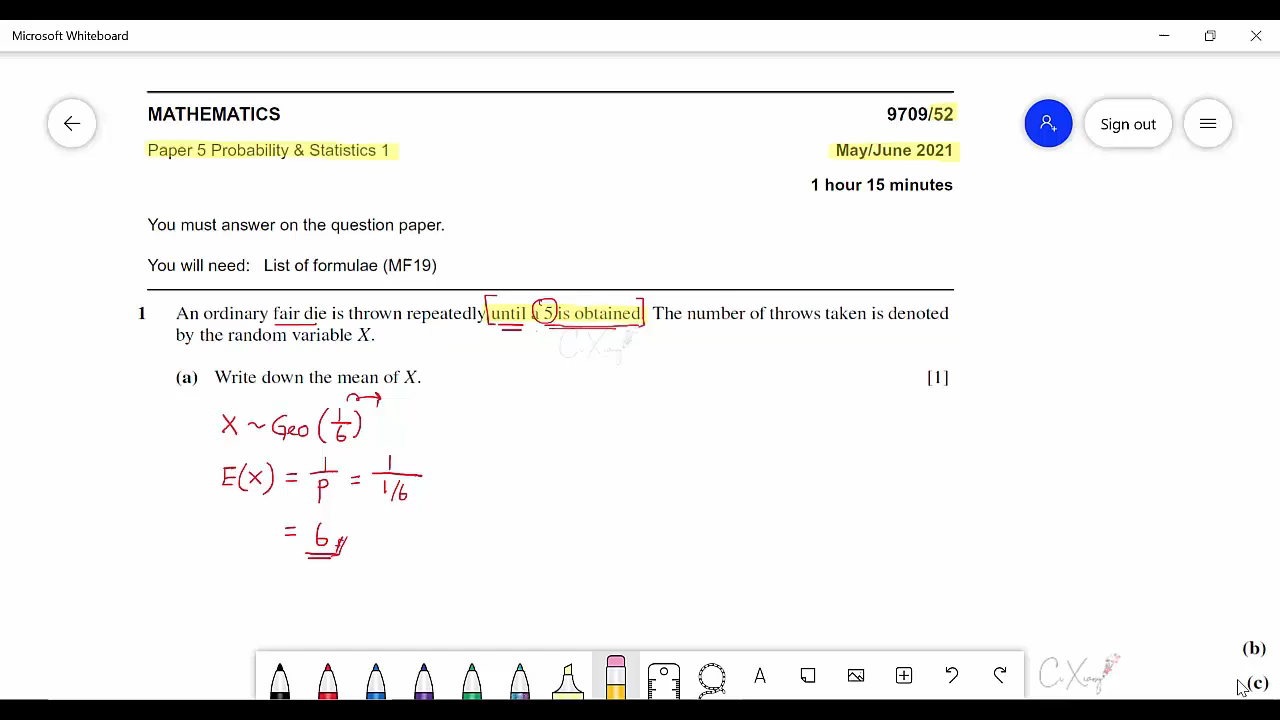 Microsoft Whiteboard
MATHEMATICS 9709/52
Paper 5 Probability & Statistics 1 May/June 2021
1 hour 15 minutes
Sign out
You must answer on the question paper.
You will need: List of formulae (MF19)
1 An ordinary fair die is thrown repeatedly until a 5 is obtained. The number of throws taken is denoted
by the random variable X.
(a) Write down the mean of X. [1]
X ~ Geo (1/6)
E(X) = 1/P = 1/1/6
= 6
(b)
(c)
A
C.Xiang